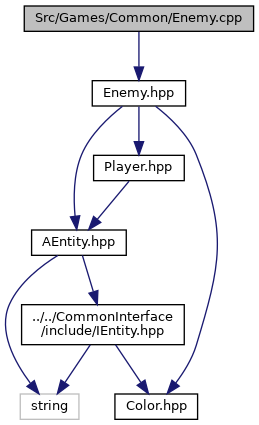 Src/Games/Common/Enemy.cpp
Enemy.hpp
Player.hpp
AEntity.hpp
../../CommonInterface
/include/IEntity.hpp
string
Color.hpp